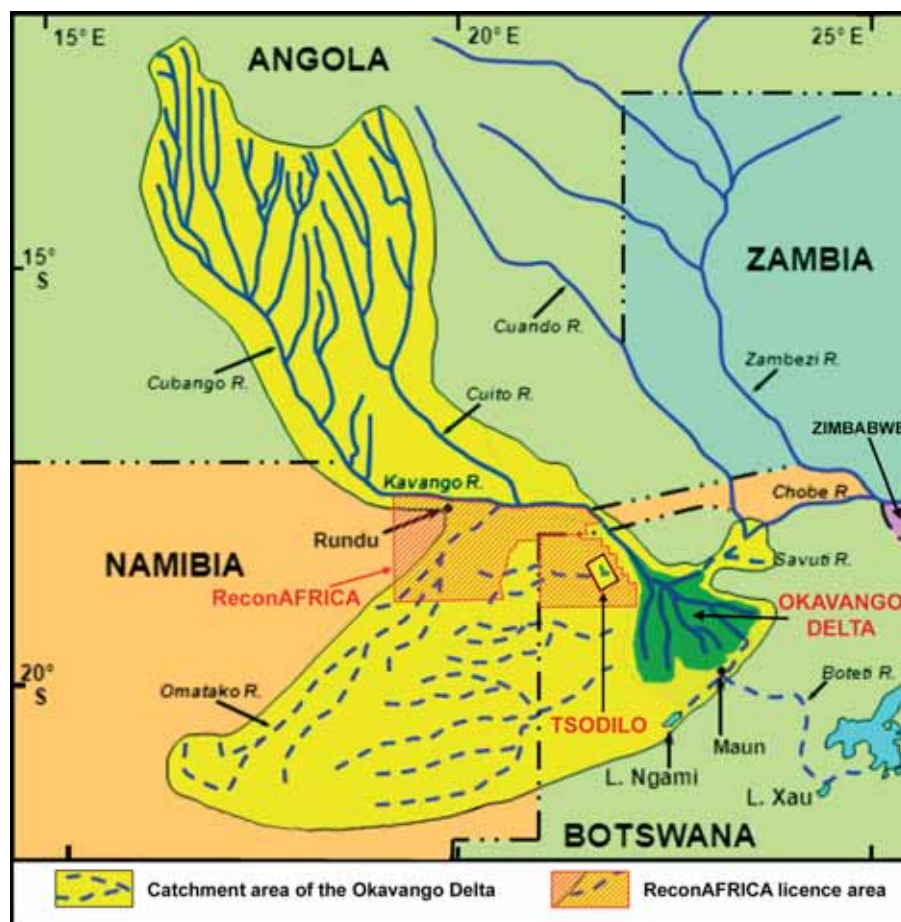 15° E
20° E
25° E
ANGOLA
15°
S
ZAMBIA
Cuando R.
Cubango R.
Zambezi R.
Cuito R.
ZIMBABWE
Kavango R.
Chobe R.
Rundu
NAMIBIA
Savuti R.
ReconAFRICA
OKAVANGO
DELTA
20°
S
Omatako R.
Boteti R.
TSODILO
Maun
L. Ngami
L. Xau
BOTSWANA
Catchment area of the Okavango Delta
ReconAFRICA licence area